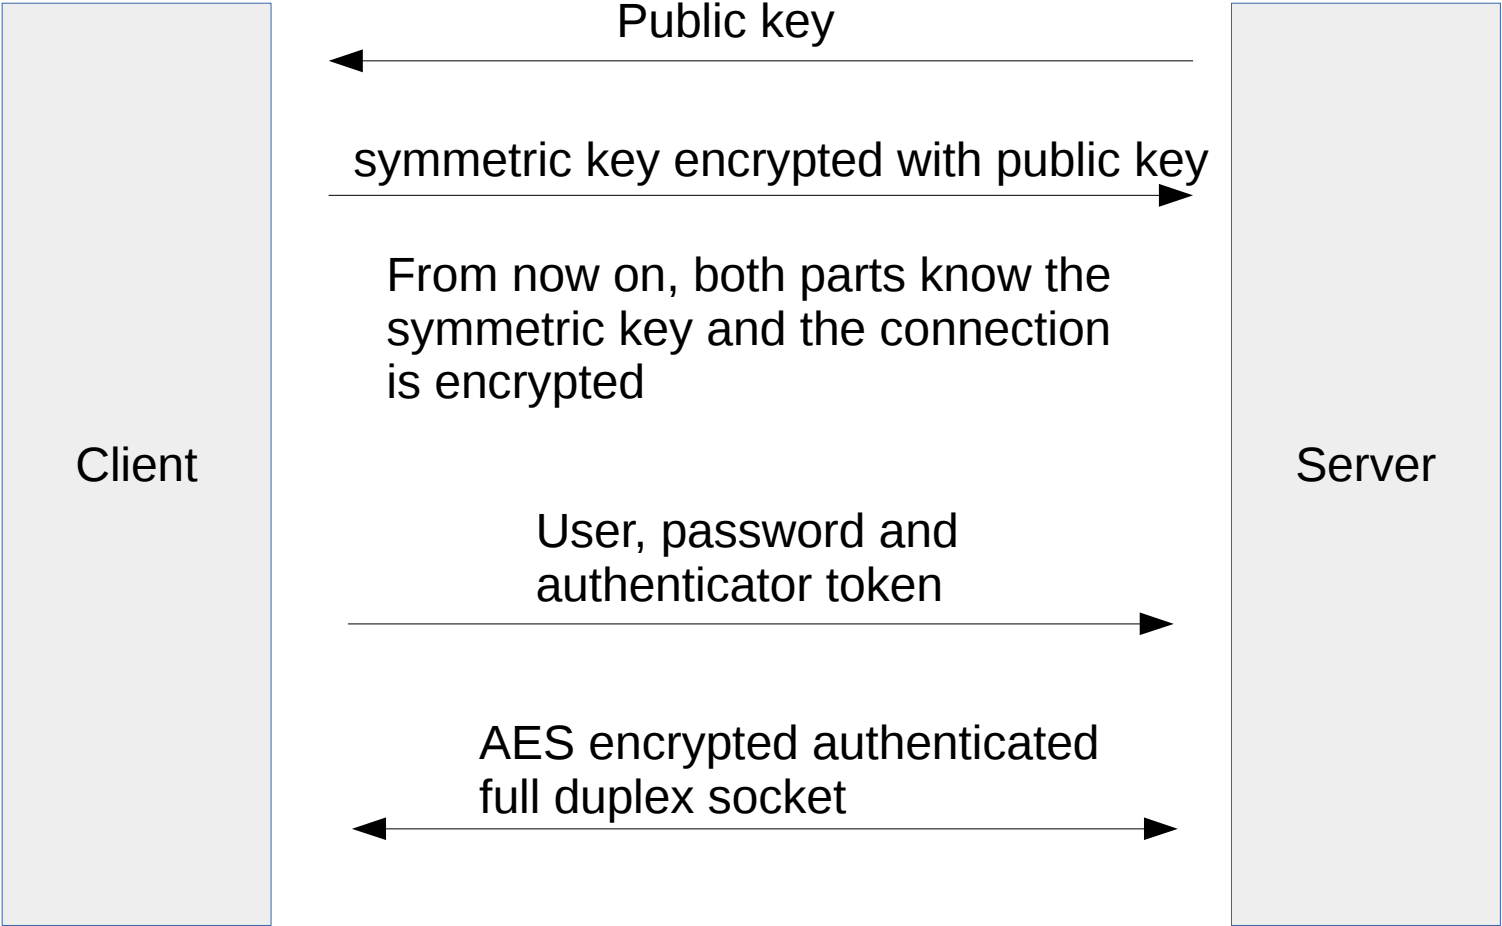 Public key
symmetric key encrypted with public key
From now on, both parts know the
symmetric key and the connection
is encrypted
Client
Server
User, password and
authenticator token
AES encrypted authenticated
full duplex socket